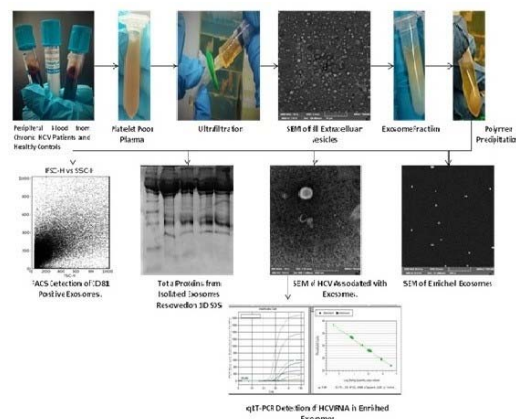 Peripheral Blood from
Chronic HCV Patients and
Healthy Controls
Platelet Poor
Plasma
Ultrafiltration
SEM of all Extracellular
Vesicles
Exosome Fraction
Polymer
Precipitation
FSC-H vs SSC-H
FACS Detection of CD81
Positive Exosomes.
Total Proteins from
Isolated Exosomes
Resolved on 1D SDS
SEM of HCV Associated with
Exosomes.
SEM of Enriched Exosomes
qRT-PCR Detection of HCV RNA in Enriched
Exosomes